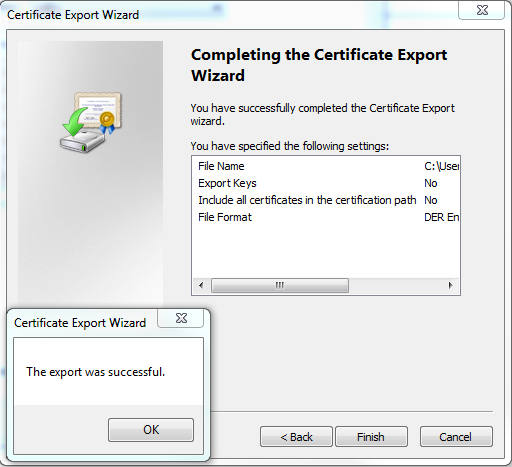 Certificate Export Wizard
Completing the Certificate Export
Wizard
You have successfully completed the Certificate Export
wizard.
You have specified the following settings:
File Name C:\User
Export Keys No
Include all certificates in the certification path No
File Format DER En
Certificate Export Wizard
The export was successful.
OK
< Back Finish Cancel